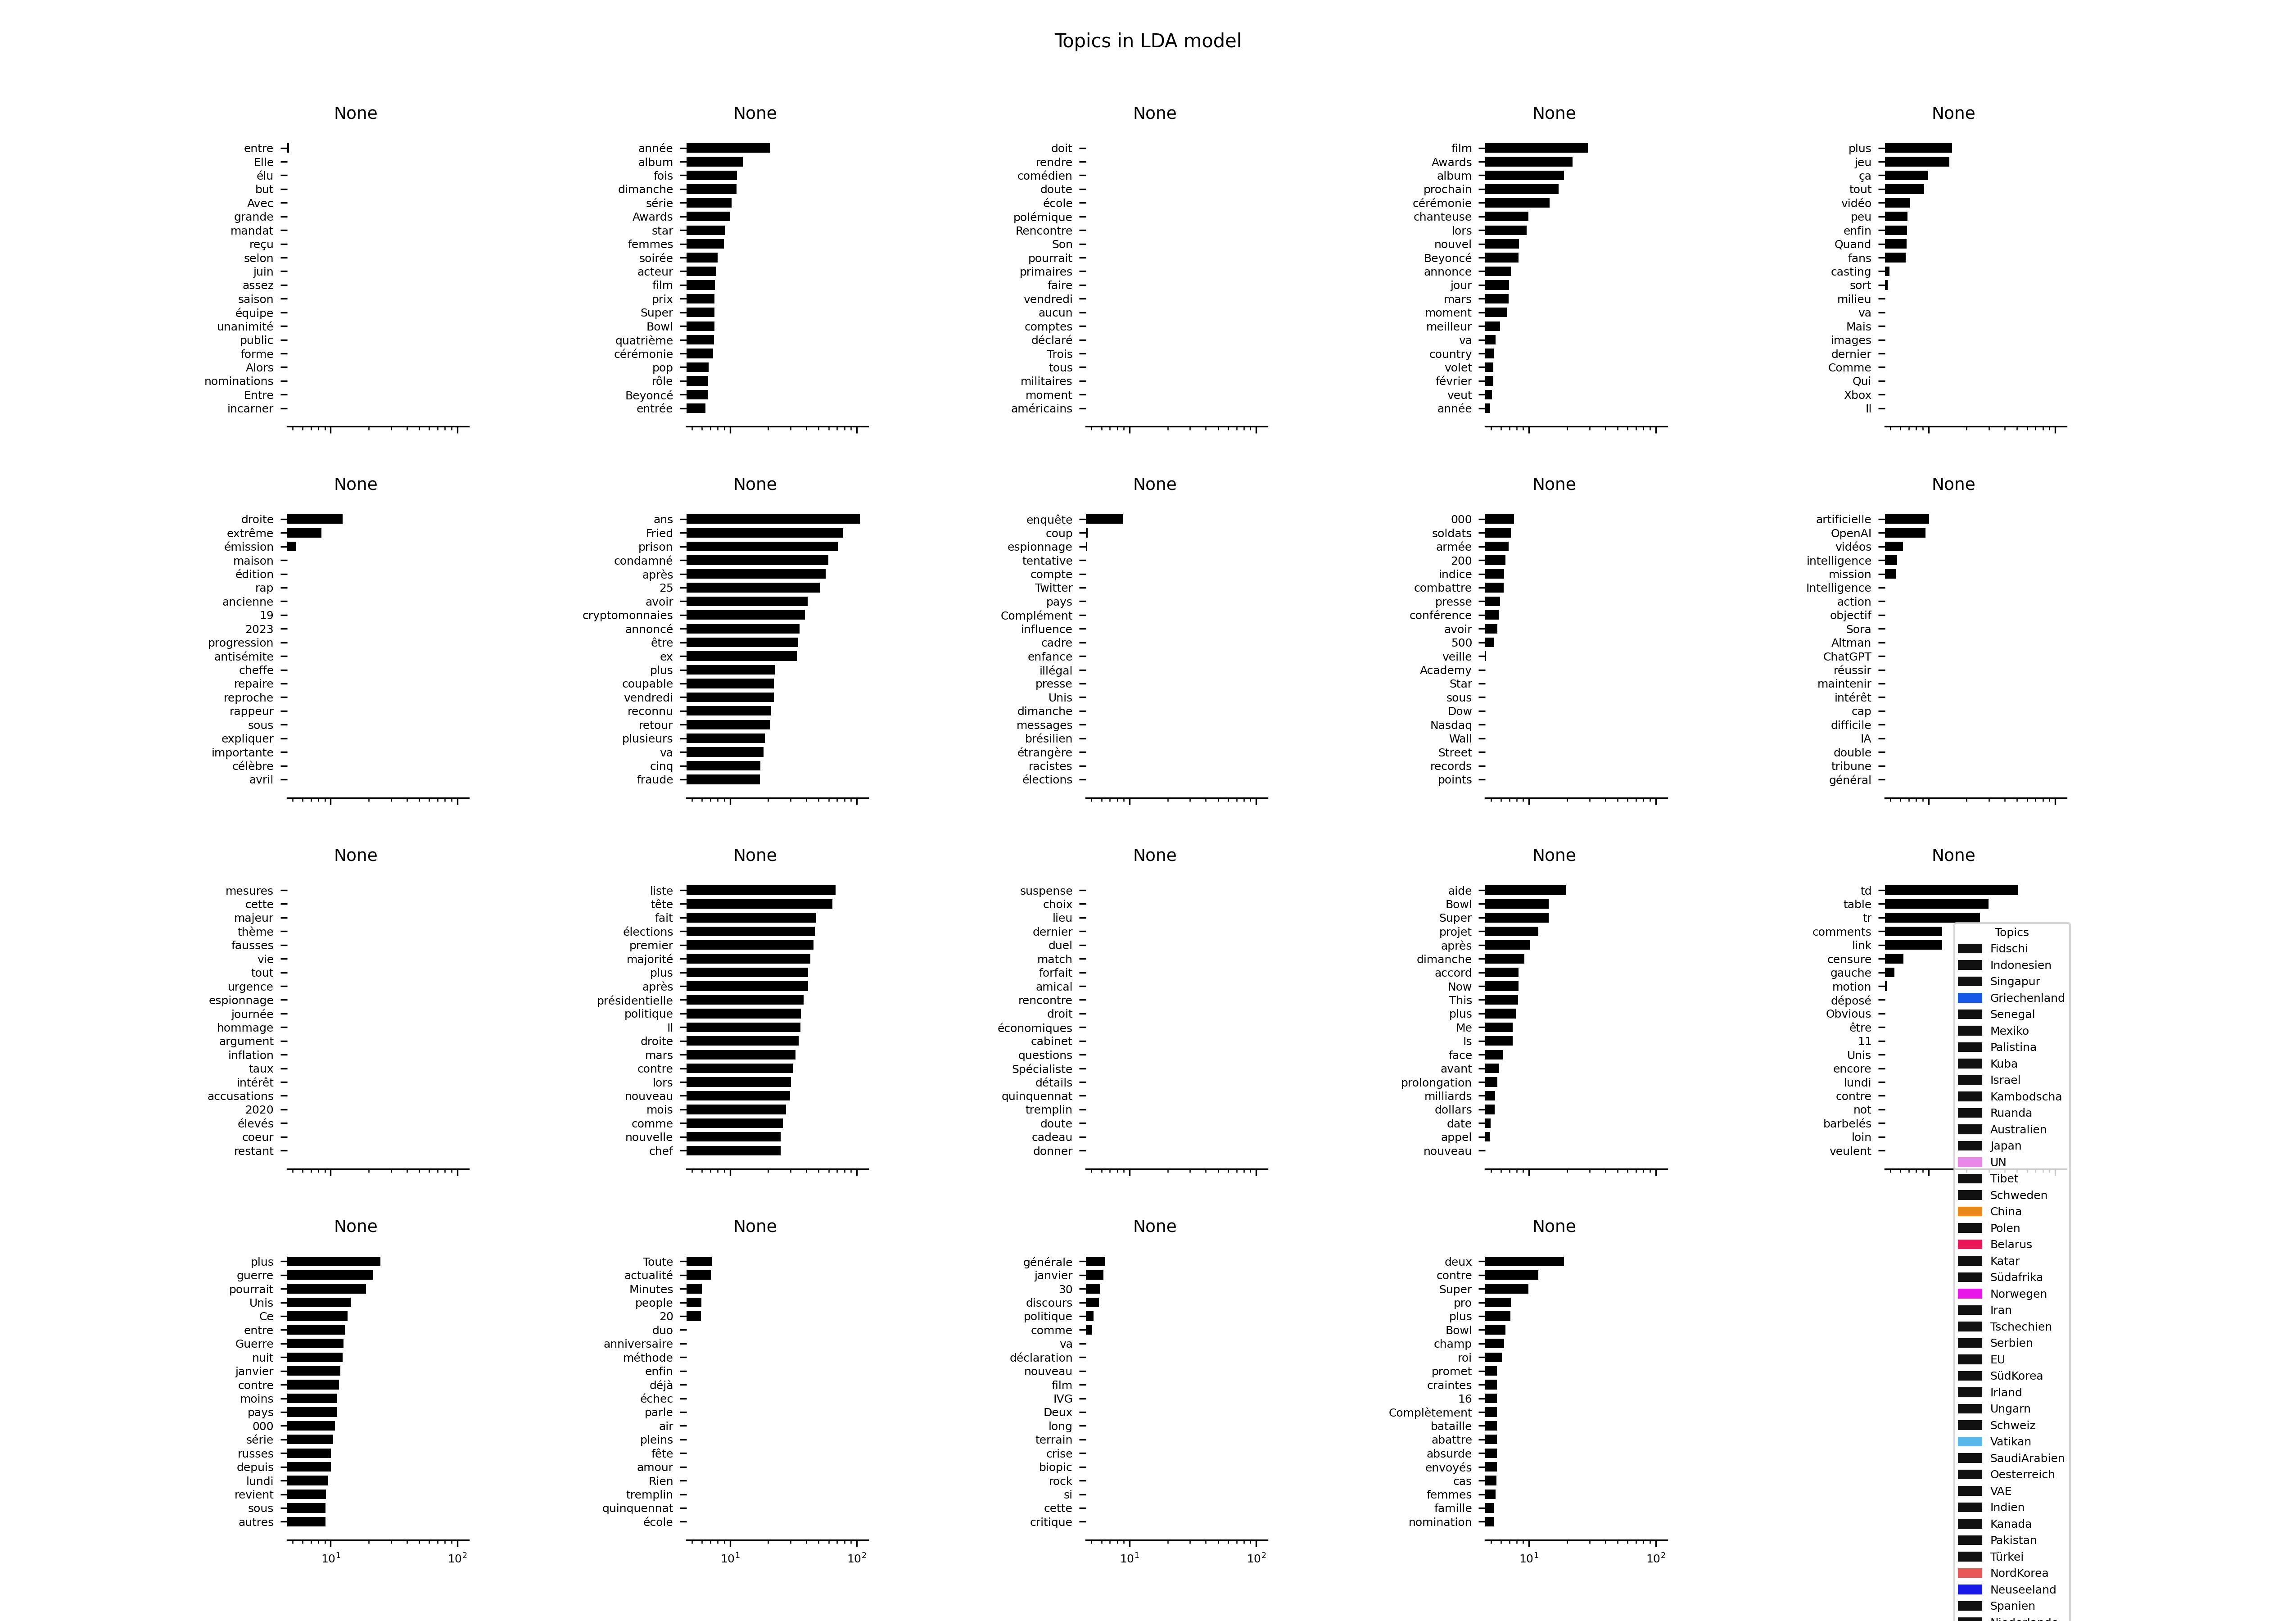 Topics in LDA model
None
entre
Elle
élu
but
Avec
grande
mandat
reçu
selon
juin
assez
saison
équipe
unanimité
public
forme
Alors
nominations
Entre
incarner
None
année
album
fois
dimanche
série
Awards
star
femmes
soirée
acteur
film
prix
Super
Bowl
quatrième
cérémonie
pop
rôle
Beyoncé
entrée
None
doit
rendre
comédien
doute
école
polémique
Rencontre
Son
pourrait
primaires
faire
vendredi
aucun
comptes
déclaré
Trois
tous
militaires
moment
américains
None
film
Awards
album
prochain
cérémonie
chanteuse
lors
nouvel
Beyoncé
annonce
jour
mars
moment
meilleur
va
country
volet
février
veut
année
None
plus
jeu
ça
tout
vidéo
peu
enfin
Quand
fans
casting
sort
milieu
va
Mais
images
dernier
Comme
Qui
Xbox
Il
None
droite
extrême
émission
maison
édition
rap
ancienne
19
2023
progression
antisémite
cheffe
repaire
reproche
rappeur
sous
expliquer
importante
célèbre
avril
None
ans
Fried
prison
condamné
après
25
avoir
cryptomonnaies
annoncé
être
ex
plus
coupable
vendredi
reconnu
retour
plusieurs
va
cinq
fraude
None
enquête
coup
espionnage
tentative
compte
Twitter
pays
Complément
influence
cadre
enfance
illégal
presse
Unis
dimanche
messages
brésilien
étrangère
racistes
élections
None
000
soldats
armée
200
indice
combattre
presse
conférence
avoir
500
veille
Academy
Star
sous
Dow
Nasdaq
Wall
Street
records
points
None
artificielle
OpenAI
vidéos
intelligence
mission
Intelligence
action
objectif
Sora
Altman
ChatGPT
réussir
maintenir
intérêt
cap
difficile
IA
double
tribune
général
None
mesures
cette
majeur
thème
fausses
vie
tout
urgence
espionnage
journée
hommage
argument
inflation
taux
intérêt
accusations
2020
élevés
coeur
restant
None
liste
tête
fait
élections
premier
majorité
plus
après
présidentielle
politique
Il
droite
mars
contre
lors
nouveau
mois
comme
nouvelle
chef
None
suspense
choix
lieu
dernier
duel
match
forfait
amical
rencontre
droit
économiques
cabinet
questions
Spécialiste
détails
quinquennat
tremplin
doute
cadeau
donner
None
aide
Bowl
Super
projet
après
dimanche
accord
Now
This
plus
Me
Is
face
avant
prolongation
milliards
dollars
date
appel
nouveau
None
td
table
tr
comments
link
censure
gauche
motion
déposé
Obvious
être
11
Unis
encore
lundi
contre
not
barbelés
loin
veulent
None
plus
guerre
pourrait
Unis
Ce
entre
Guerre
nuit
janvier
contre
moins
pays
000
série
russes
depuis
lundi
revient
sous
autres
10¹
10²
None
Toute
actualité
Minutes
people
20
duo
anniversaire
méthode
enfin
déjà
échec
parle
air
pleins
fête
amour
Rien
tremplin
quinquennat
école
10¹
10²
None
générale
janvier
30
discours
politique
comme
va
déclaration
nouveau
film
IVG
Deux
long
terrain
crise
biopic
rock
si
cette
critique
10¹
10²
None
deux
contre
Super
pro
plus
Bowl
champ
roi
promet
craintes
16
Complètement
bataille
abattre
absurde
envoyés
cas
femmes
famille
nomination
10¹
10²
Topics
Fidschi
Indonesien
Singapur
Griechenland
Senegal
Mexiko
Palistina
Kuba
Israel
Kambodscha
Ruanda
Australien
Japan
UN
Tibet
Schweden
China
Polen
Belarus
Katar
Südafrika
Norwegen
Iran
Tschechien
Serbien
EU
SüdKorea
Irland
Ungarn
Schweiz
Vatikan
SaudiArabien
Oesterreich
VAE
Indien
Kanada
Pakistan
Türkei
NordKorea
Neuseeland
Spanien